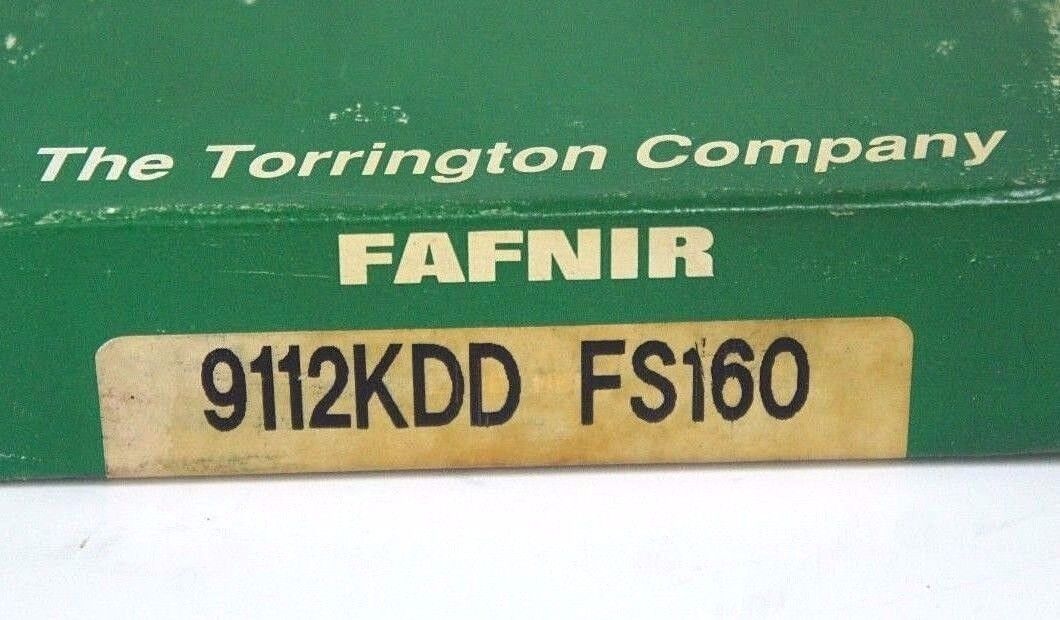 The Torrington Company
FAFNIR
9112KDD FS160